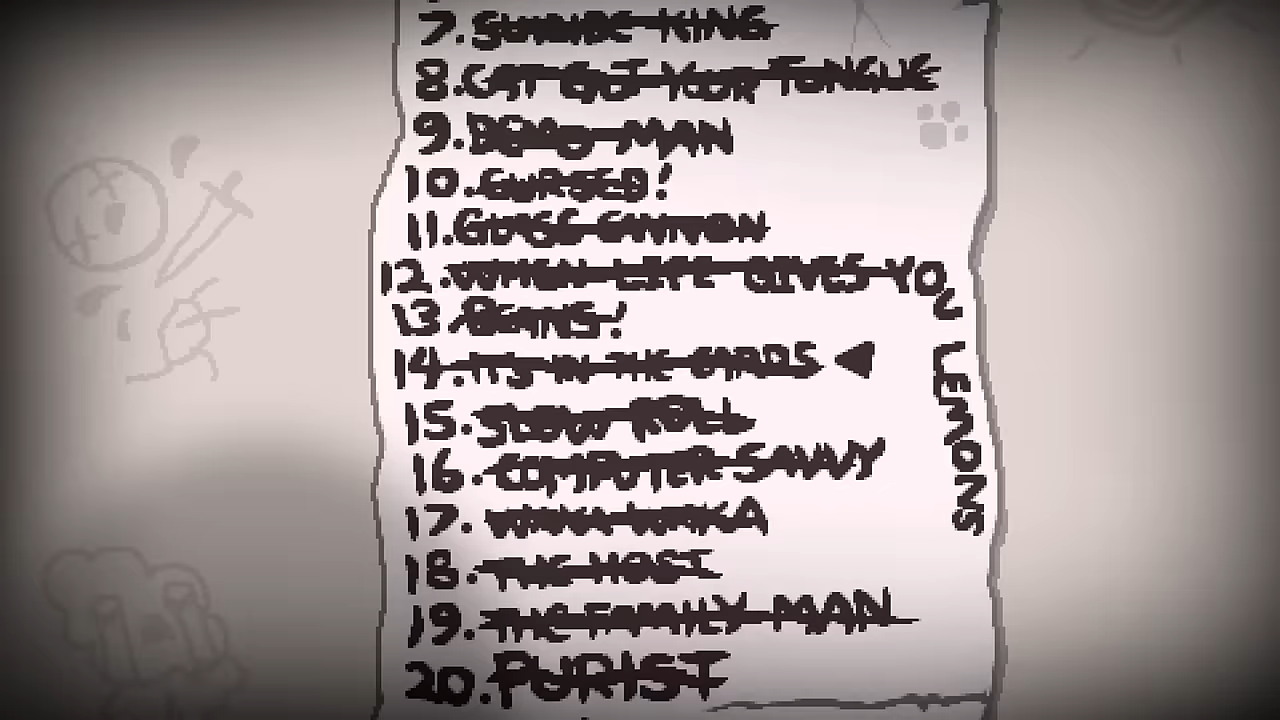 7. SUICIDE KING
8. CAT GOT YOUR TONGUE
9. DEMO MAN
10. CURSED!
11. GLASS CANNON
12. WHEN LIFE GIVES YOU LEMONS
13 BEANS!
14. ITS IN THE CARDS
15. SLOW ROLL
16. COMPUTER SAVVY
17. WAKA WAKA
18. THE HOST
19. THE FAMILY MAN
20. PURIST